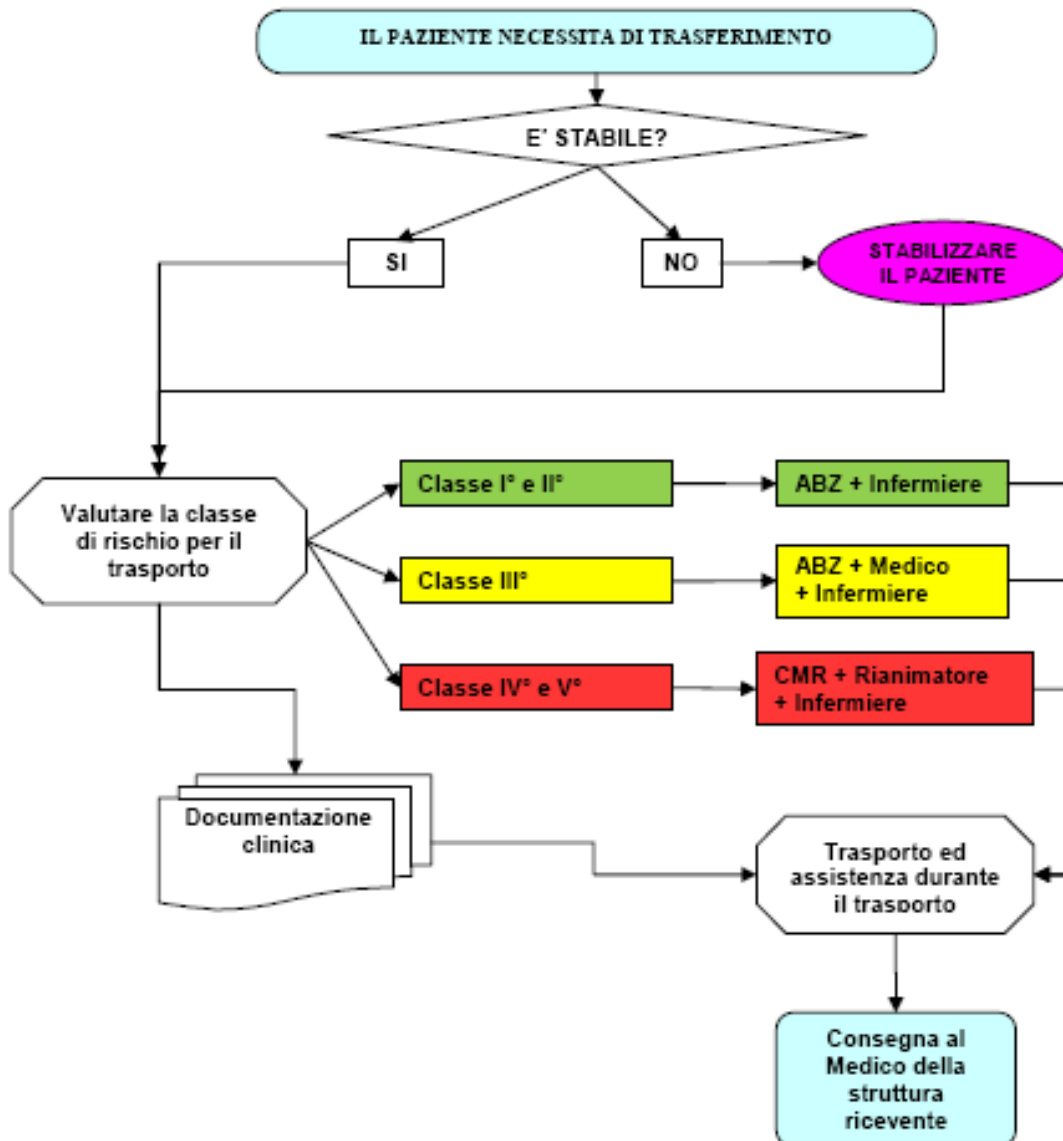 IL PAZIENTE NECESSITA DI TRASFERIMENTO
E' STABILE?
SI
NO
STABILIZZARE
IL PAZIENTE
Valutare la classe
di rischio per il
trasporto
Classe I° e II°
ABZ + Infermiere
Classe III°
ABZ + Medico
+ Infermiere
Classe IV° e V°
CMR + Rianimatore
+ Infermiere
Documentazione
clinica
Trasporto ed
assistenza durante
il trasporto
Consegna al
Medico della
struttura
ricevente